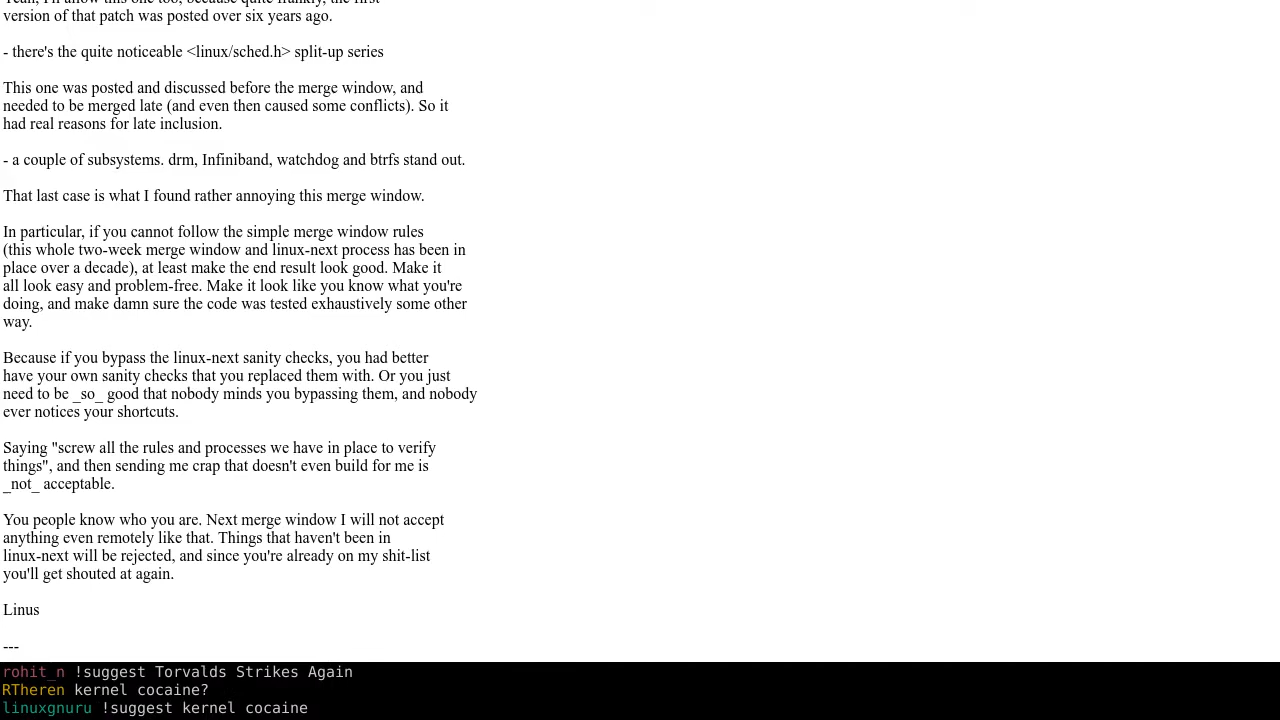 Yeah, I'll allow this one too, because quite frankly, the first
version of that patch was posted over six years ago.
- there's the quite noticeable <linux/sched.h> split-up series
This one was posted and discussed before the merge window, and
needed to be merged late (and even then caused some conflicts). So it
had real reasons for late inclusion.
- a couple of subsystems. drm, Infiniband, watchdog and btrfs stand out.
That last case is what I found rather annoying this merge window.
In particular, if you cannot follow the simple merge window rules
(this whole two-week merge window and linux-next process has been in
place over a decade), at least make the end result look good. Make it
all look easy and problem-free. Make it look like you know what you're
doing, and make damn sure the code was tested exhaustively some other
way.
Because if you bypass the linux-next sanity checks, you had better
have your own sanity checks that you replaced them with. Or you just
need to be _so_ good that nobody minds you bypassing them, and nobody
ever notices your shortcuts.
Saying "screw all the rules and processes we have in place to verify
things", and then sending me crap that doesn't even build for me is
_not_ acceptable.
You people know who you are. Next merge window I will not accept
anything even remotely like that. Things that haven't been in
linux-next will be rejected, and since you're already on my shit-list
you'll get shouted at again.
Linus
---
rohit_n !suggest Torvalds Strikes Again
RTheren kernel cocaine?
linuxgnuru !suggest kernel cocaine